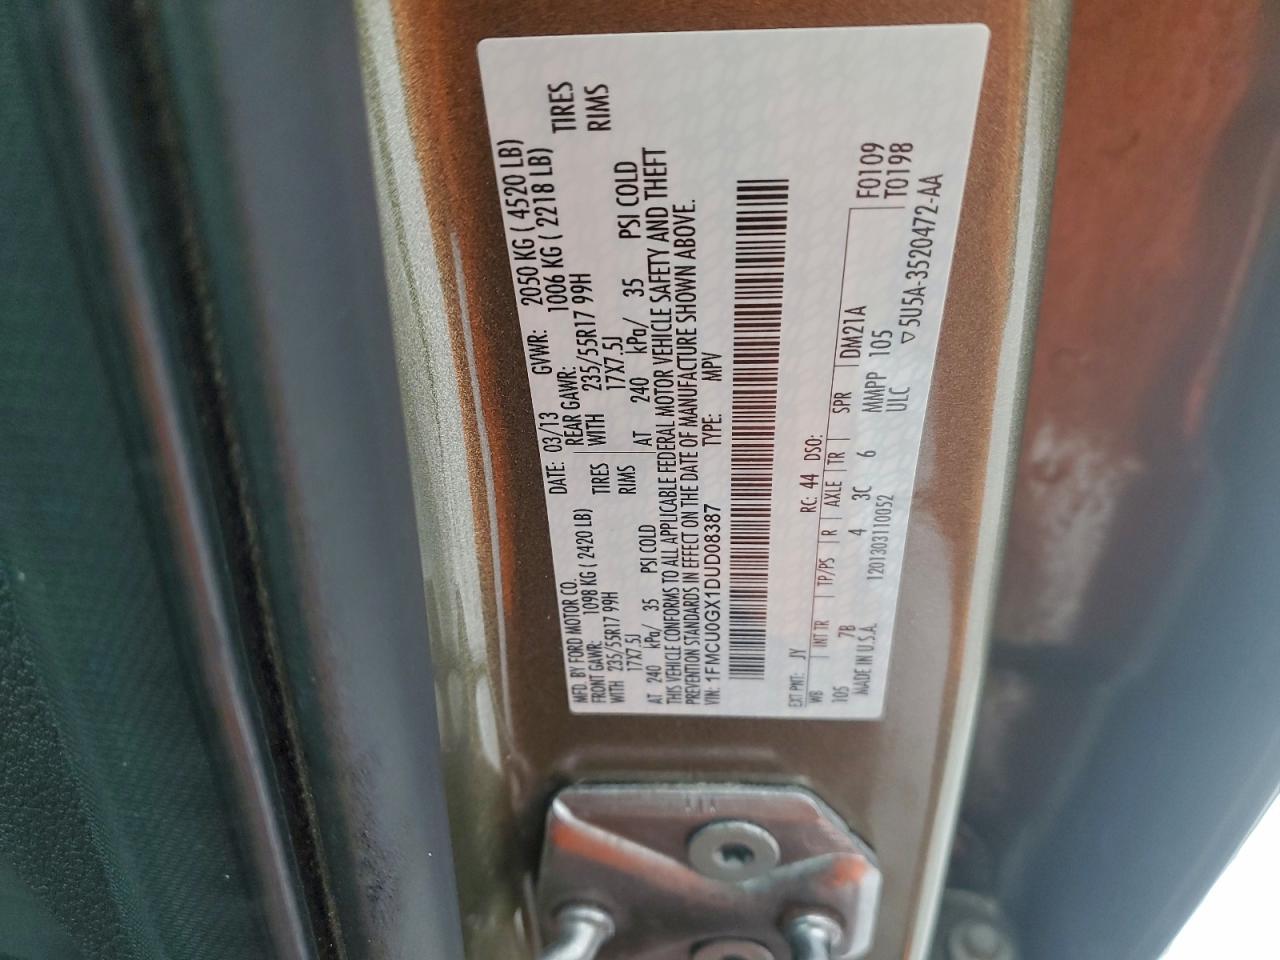 MFD. BY FORD MOTOR CO. DATE: 03/13 GVWR: 2050 KG ( 4520 LB)
FRONT GAWR: 1098 KG ( 2420 LB) REAR GAWR: 1006 KG ( 2218 LB)
WITH 235/55R17 99H TIRES WITH 235/55R17 99H TIRES
17X7.5J RIMS 17X7.5J RIMS
AT 240 kPa/ 35 PSI COLD AT 240 kPa/ 35 PSI COLD
THIS VEHICLE CONFORMS TO ALL APPLICABLE FEDERAL MOTOR VEHICLE SAFETY AND THEFT
PREVENTION STANDARDS IN EFFECT ON THE DATE OF MANUFACTURE SHOWN ABOVE.
VIN: 1FMCU0GX1DUD08387 TYPE: MPV
EXT PNT: JY RC: 44 DSO: F0109
WB INT TR TP/PS R AXLE TR SPR DM21A T0198
105 7B 4 3C 6 MMPP 105
MADE IN U.S.A. 1201303110052 ULC ▽5U5A-3520472-AA